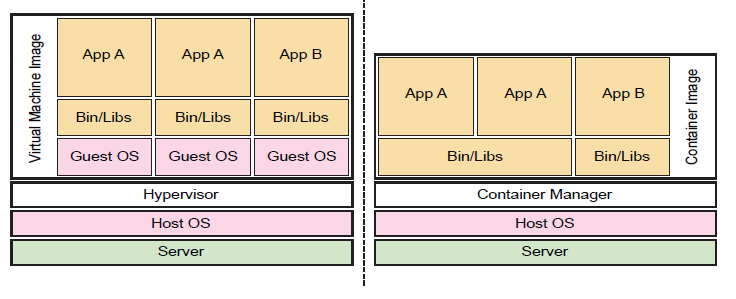 Virtual Machine Image
App A
App A
App B
Bin/Libs
Bin/Libs
Bin/Libs
Guest OS
Guest OS
Guest OS
Hypervisor
Host OS
Server
App A
App A
App B
Container Image
Bin/Libs
Bin/Libs
Container Manager
Host OS
Server